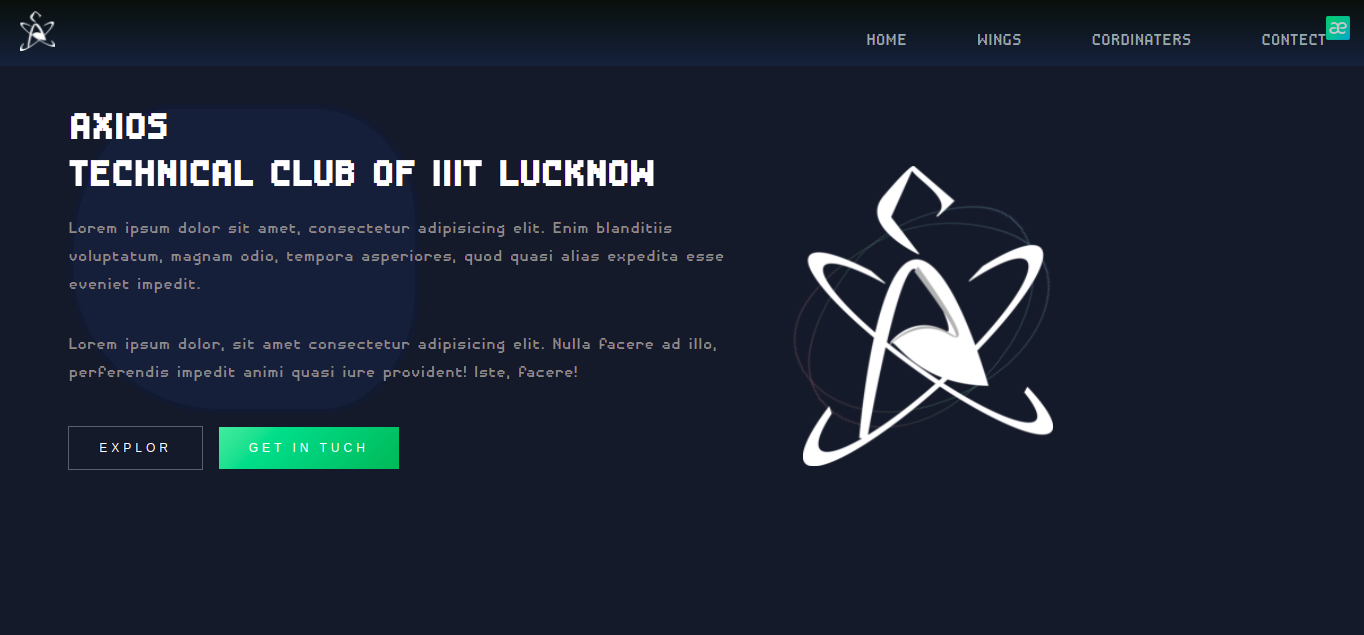 HOME WINGS CORDINATERS CONTECT æ
AXIOS
TECHNICAL CLUB OF IIIT LUCKNOW
Lorem ipsum dolor sit amet, consectetur adipisicing elit. Enim blanditiis
voluptatum, magnam odio, tempora asperiores, quod quasi alias expedita esse
eveniet impedit.
Lorem ipsum dolor, sit amet consectetur adipisicing elit. Nulla facere ad illo,
perferendis impedit animi quasi iure provident! Iste, facere!
EXPLOR GET IN TUCH